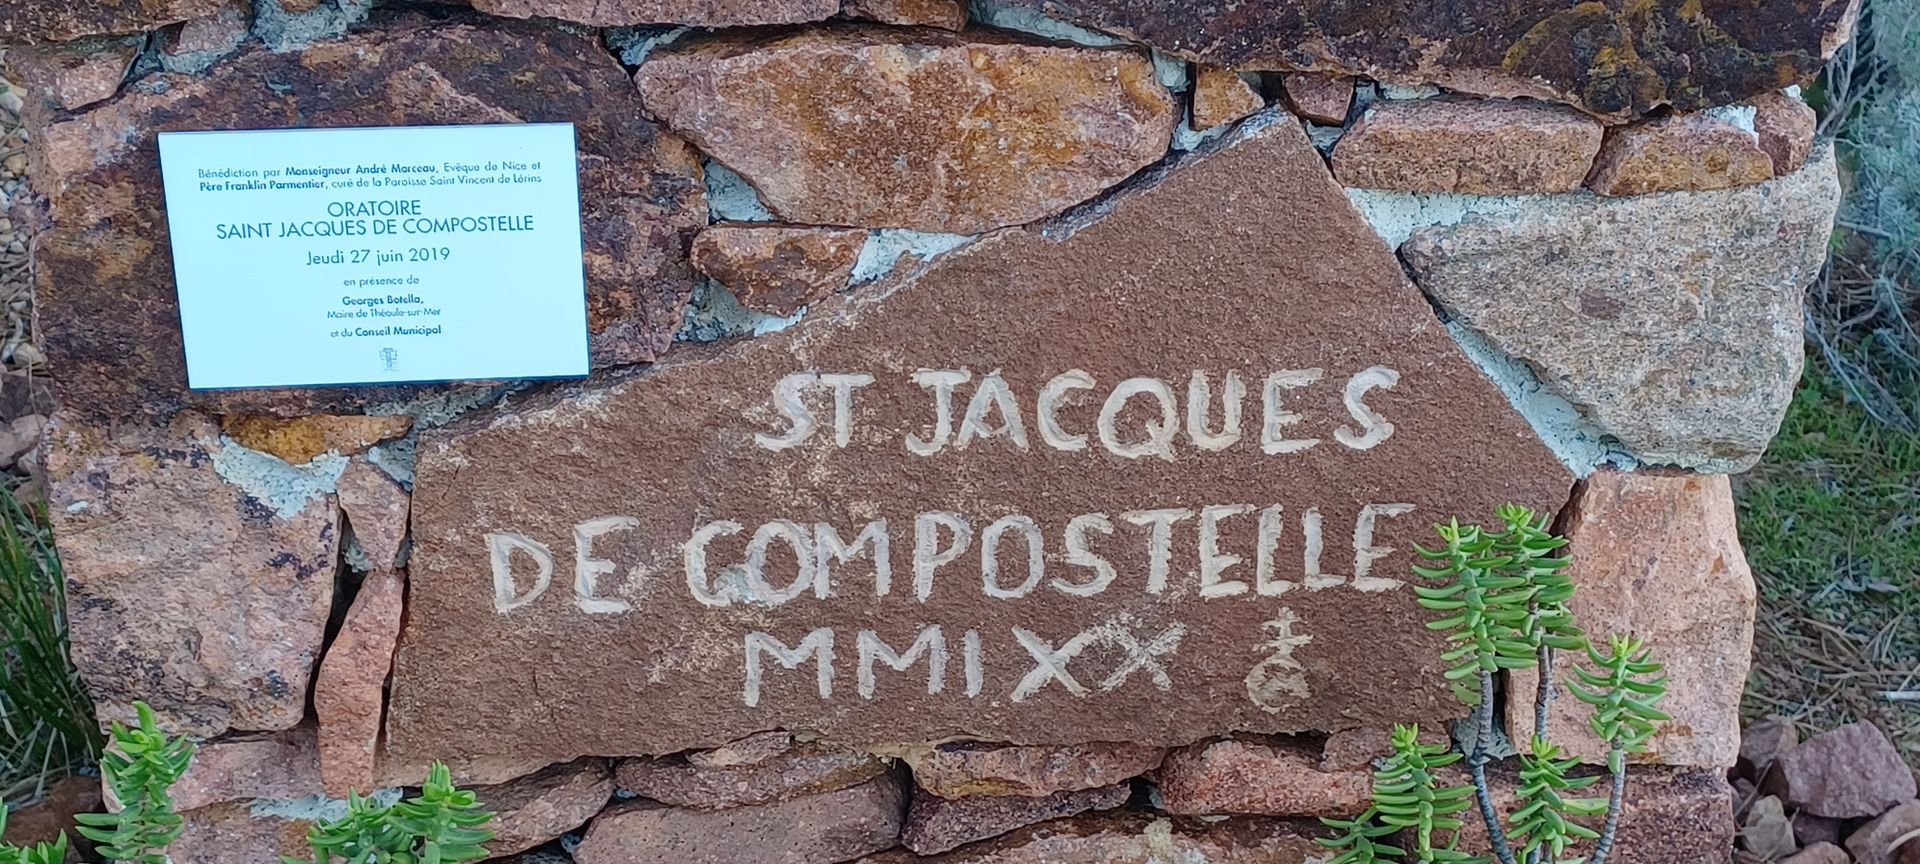 Bénédiction par Monseigneur André Marceau, Evêque de Nice et
Père Franklin Parmentier, curé de la Paroisse Saint Vincent de Lérins
ORATOIRE
SAINT JACQUES DE COMPOSTELLE
Jeudi 27 juin 2019
en présence de
Georges Botella,
Maire de Théoule-sur-Mer
et du Conseil Municipal
ST JACQUES
DE COMPOSTELLE
MMIXX